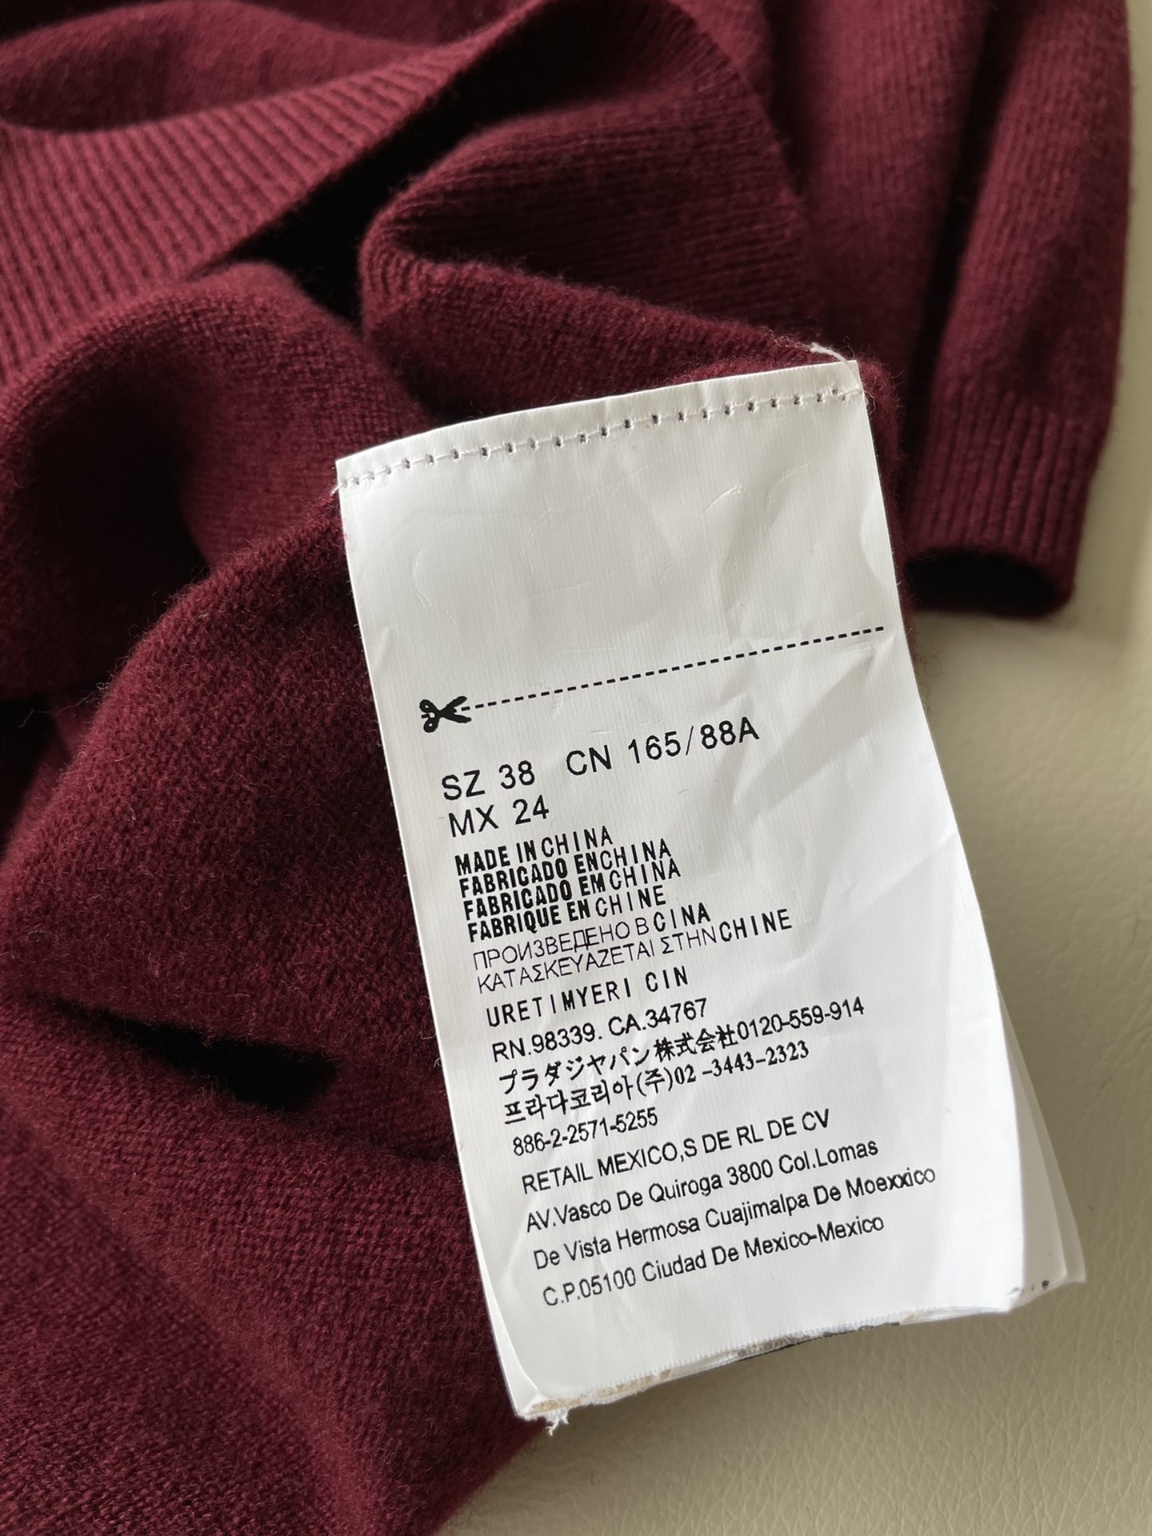 SZ 38 CN 165/88A
MX 24
MADE IN CHINA
FABRICADO EN CHINA
FABRICADO EM CHINA
FABRIQUE EN CHINE
ПРОИЗВЕДЕНО В CINA
ΚΑΤΑΣΚΕΥΑΖΕΤΑΙ ΣΤΗΝ CHINE
URETIMYERI CIN
RN.98339. CA.34767
プラダジヤパン株式会社0120-559-914
프라다코리아(주)02-3443-2323
886-2-2571-5255
RETAIL MEXICO,S DE RL DE CV
AV.Vasco De Quiroga 3800 Col.Lomas
De Vista Hermosa Cuajimalpa De Moexxico
C.P.05100 Ciudad De Mexico-Mexico